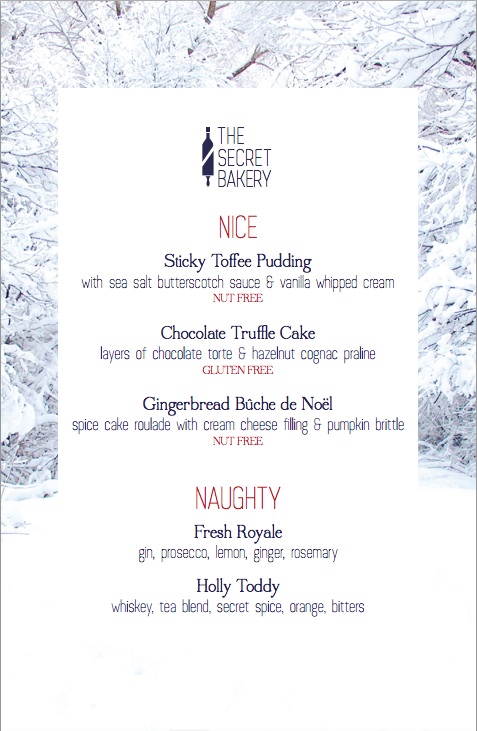 THE
SECRET
BAKERY
NICE
Sticky Toffee Pudding
with sea salt butterscotch sauce & vanilla whipped cream
NUT FREE
Chocolate Truffle Cake
layers of chocolate torte & hazelnut cognac praline
GLUTEN FREE
Gingerbread Bûche de Noël
spice cake roulade with cream cheese filling & pumpkin brittle
NUT FREE
NAUGHTY
Fresh Royale
gin, prosecco, lemon, ginger, rosemary
Holly Toddy
whiskey, tea blend, secret spice, orange, bitters